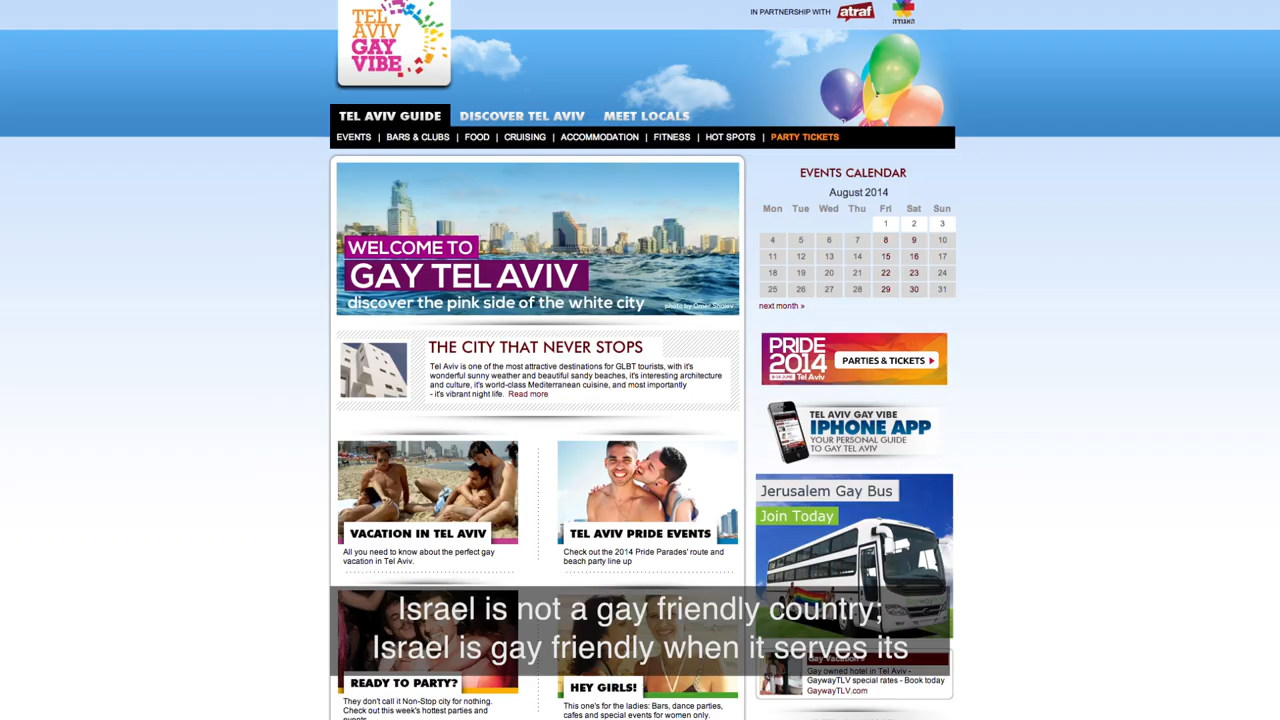 TEL
AVIV
GAY
VIBE
IN PARTNERSHIP WITH atraf
האגודה
TEL AVIV GUIDE DISCOVER TEL AVIV MEET LOCALS
EVENTS | BARS & CLUBS | FOOD | CRUISING | ACCOMMODATION | FITNESS | HOT SPOTS | PARTY TICKETS
WELCOME TO
GAY TEL AVIV
discover the pink side of the white city
photo by Omer Shalev
THE CITY THAT NEVER STOPS
Tel Aviv is one of the most attractive destinations for GLBT tourists, with it's
wonderful sunny weather and beautiful sandy beaches, it's interesting architecture
and culture, it's world-class Mediterranean cuisine, and most importantly
- it's vibrant night life. Read more
VACATION IN TEL AVIV
All you need to know about the perfect gay
vacation in Tel Aviv.
TEL AVIV PRIDE EVENTS
Check out the 2014 Pride Parades' route and
beach party line up
READY TO PARTY?
They don't call it Non-Stop city for nothing.
Check out this week's hottest parties and
events.
HEY GIRLS!
This one's for the ladies: Bars, dance parties,
cafes and special events for women only.
EVENTS CALENDAR
August 2014
Mon Tue Wed Thu Fri Sat Sun
1 2 3
4 5 6 7 8 9 10
11 12 13 14 15 16 17
18 19 20 21 22 23 24
25 26 27 28 29 30 31
next month »
PRIDE
2014
8-14 JUNE Tel Aviv
PARTIES & TICKETS
TEL AVIV GAY VIBE
IPHONE APP
YOUR PERSONAL GUIDE
TO GAY TEL AVIV
Jerusalem Gay Bus
Join Today
Gay owned hotel in Tel Aviv -
GaywayTLV special rates - Book today
GaywayTLV.com
Israel is not a gay friendly country;
Israel is gay friendly when it serves its